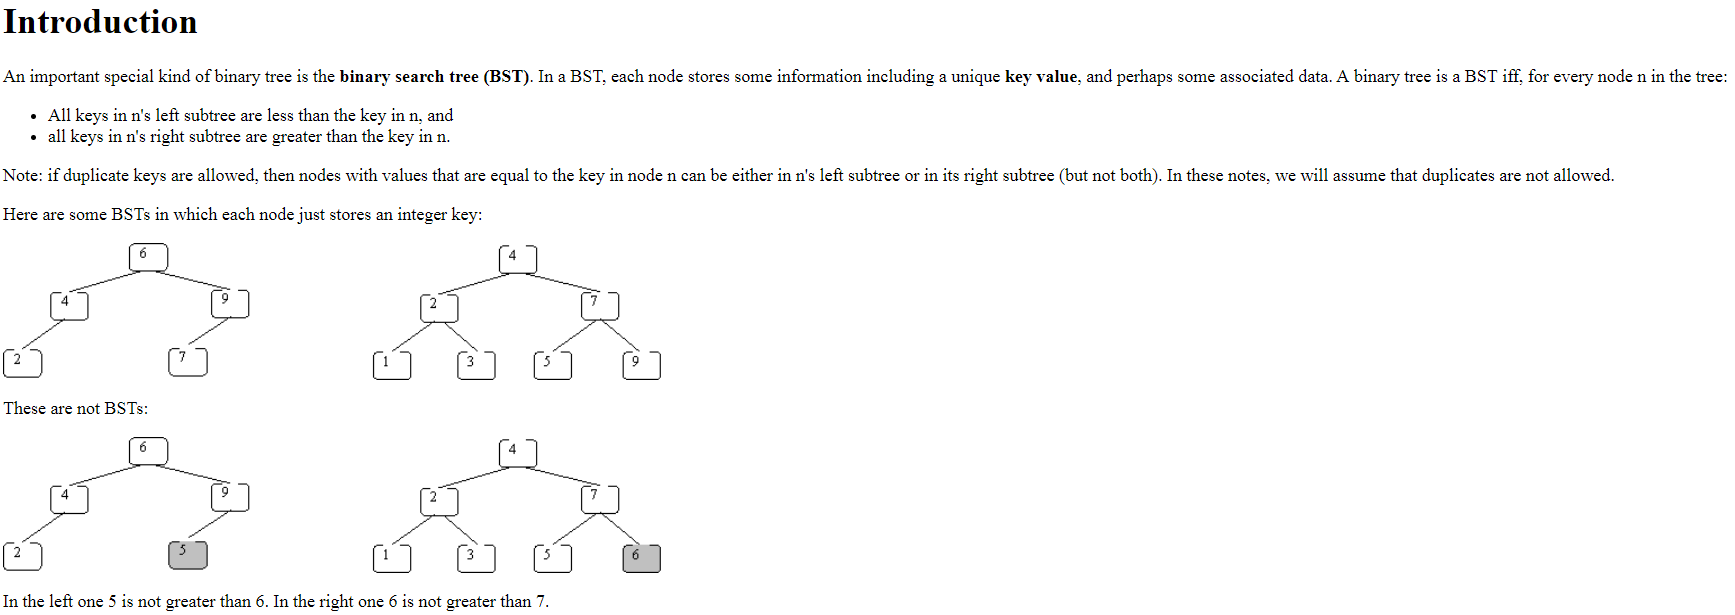 Introduction
An important special kind of binary tree is the binary search tree (BST). In a BST, each node stores some information including a unique key value, and perhaps some associated data. A binary tree is a BST iff, for every node n in the tree:
• All keys in n's left subtree are less than the key in n, and
• all keys in n's right subtree are greater than the key in n.
Note: if duplicate keys are allowed, then nodes with values that are equal to the key in node n can be either in n's left subtree or in its right subtree (but not both). In these notes, we will assume that duplicates are not allowed.
Here are some BSTs in which each node just stores an integer key:
6 4
4 9 2 7
2 7 1 3 5 9
These are not BSTs:
6 4
4 9 2 7
2 5 1 3 5 6
In the left one 5 is not greater than 6. In the right one 6 is not greater than 7.